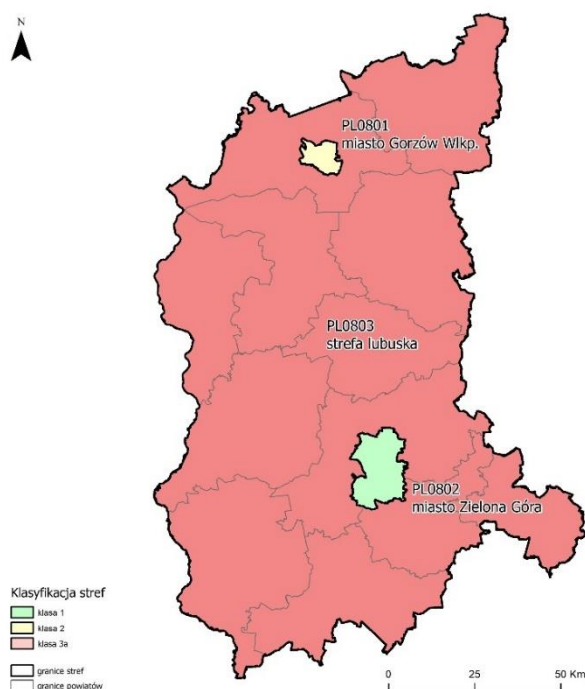 N
PL0801
miasto Gorzów Wlkp.
PL0803
strefa lubuska
PL0802
miasto Zielona Góra
Klasyfikacja stref
klasa 1
klasa 2
klasa 3a
granice stref
granice powiatów
0 25 50 Km